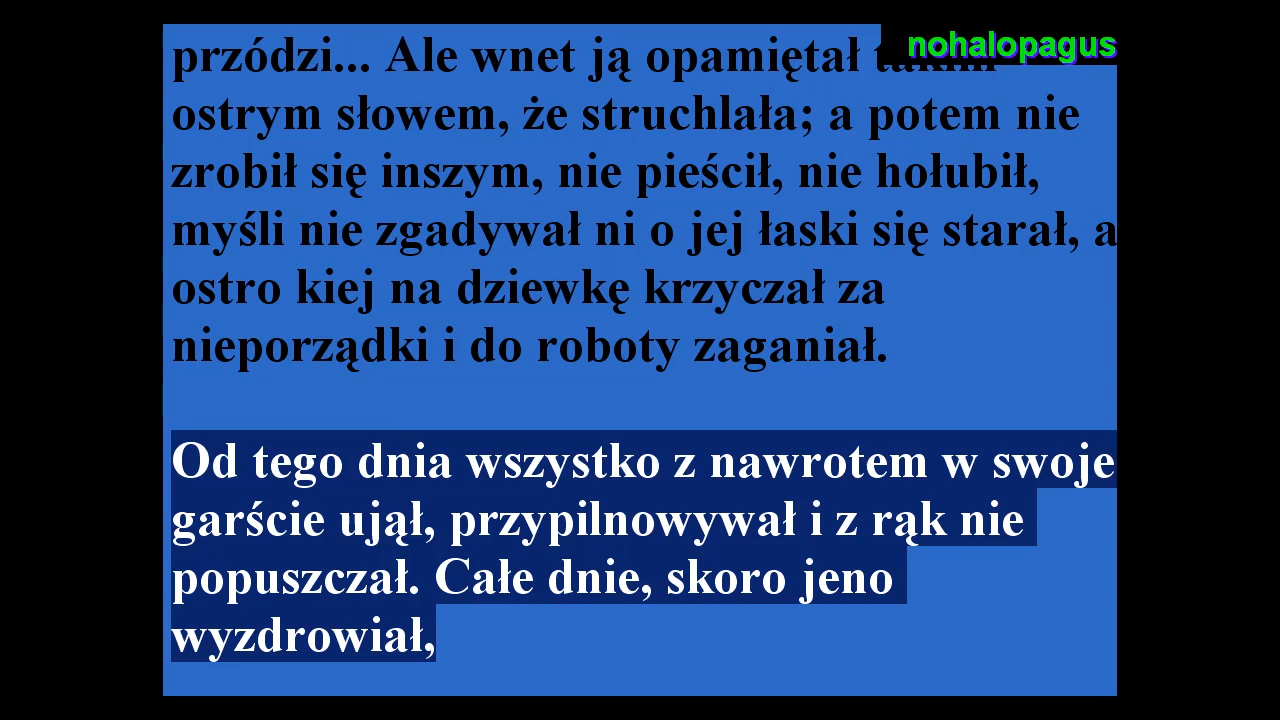 przódzi... Ale wnet ją opamiętał
nohalopagus
ostrym słowem, że struchlała; a potem nie
zrobił się inszym, nie pieścił, nie hołubił,
myśli nie zgadywał ni o jej łaski się starał, a
ostro kiej na dziewkę krzyczał za
nieporządki i do roboty zaganiał.
Od tego dnia wszystko z nawrotem w swoje
garście ujął, przypilnowywał i z rąk nie
popuszczał. Całe dnie, skoro jeno
wyzdrowiał,